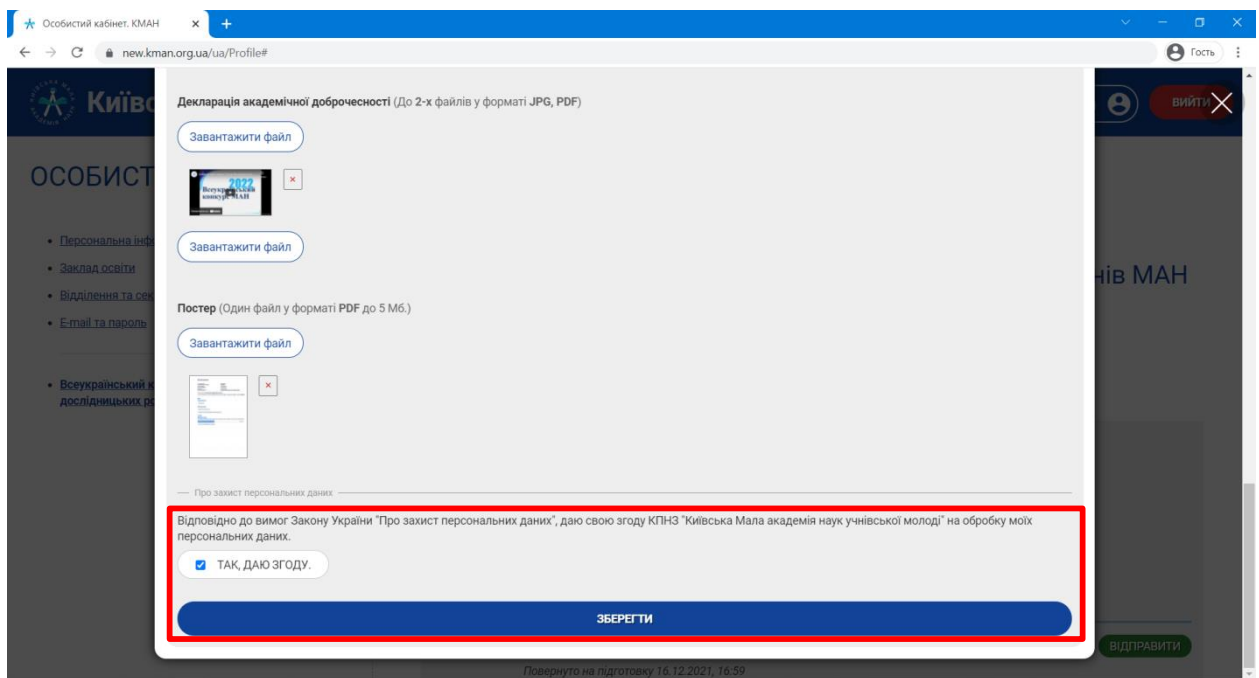 Особистий кабінет. КМАН
new.kman.org.ua/ua/Profile#
Гость
Київс
ВИЙТИ
ОСОБИСТ
Персональна інфо
Заклад освіти
Відділення та сек
E-mail та пароль
Всеукраїнський к
дослідницьких ро
Декларація академічної доброчесності (До 2-х файлів у форматі JPG, PDF)
Завантажити файл
2022
Всеукраїнський
конкурс МАН
Завантажити файл
Постер (Один файл у форматі PDF до 5 Мб.)
Завантажити файл
Про захист персональних даних
Відповідно до вимог Закону України "Про захист персональних даних", даю свою згоду КПНЗ "Київська Мала академія наук учнівської молоді" на обробку моїх
персональних даних.
ТАК, ДАЮ ЗГОДУ.
ЗБЕРЕГТИ
нів МАН
ВІДПРАВИТИ
Повернуто на підготовку 16.12.2021, 16:59